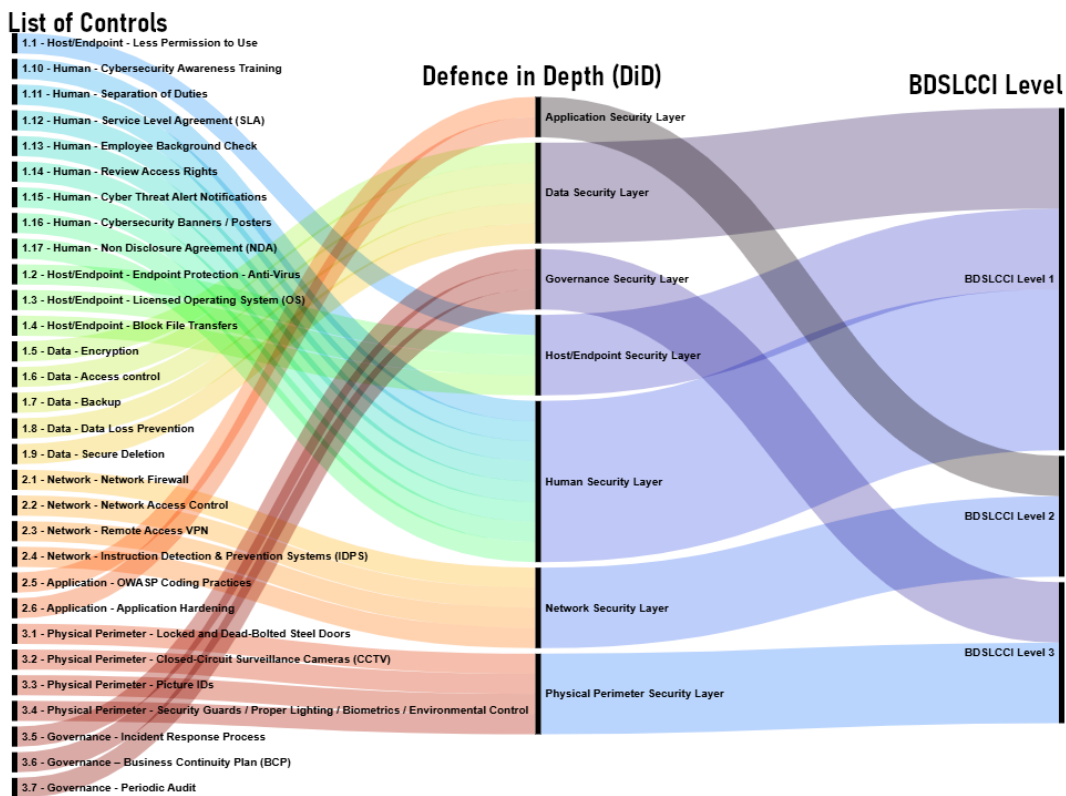 List of Controls
1.1 - Host/Endpoint - Less Permission to Use
1.10 - Human - Cybersecurity Awareness Training
1.11 - Human - Separation of Duties
1.12 - Human - Service Level Agreement (SLA)
1.13 - Human - Employee Background Check
1.14 - Human - Review Access Rights
1.15 - Human - Cyber Threat Alert Notifications
1.16 - Human - Cybersecurity Banners / Posters
1.17 - Human - Non Disclosure Agreement (NDA)
1.2 - Host/Endpoint - Endpoint Protection - Anti-Virus
1.3 - Host/Endpoint - Licensed Operating System (OS)
1.4 - Host/Endpoint - Block File Transfers
1.5 - Data - Encryption
1.6 - Data - Access control
1.7 - Data - Backup
1.8 - Data - Data Loss Prevention
1.9 - Data - Secure Deletion
2.1 - Network - Network Firewall
2.2 - Network - Network Access Control
2.3 - Network - Remote Access VPN
2.4 - Network - Instruction Detection & Prevention Systems (IDPS)
2.5 - Application - OWASP Coding Practices
2.6 - Application - Application Hardening
3.1 - Physical Perimeter - Locked and Dead-Bolted Steel Doors
3.2 - Physical Perimeter - Closed-Circuit Surveillance Cameras (CCTV)
3.3 - Physical Perimeter - Picture IDs
3.4 - Physical Perimeter - Security Guards / Proper Lighting / Biometrics / Environmental Control
3.5 - Governance - Incident Response Process
3.6 - Governance – Business Continuity Plan (BCP)
3.7 - Governance - Periodic Audit
Defence in Depth (DiD)
Application Security Layer
Data Security Layer
Governance Security Layer
Host/Endpoint Security Layer
Human Security Layer
Network Security Layer
Physical Perimeter Security Layer
BDSLCCI Level
BDSLCCI Level 1
BDSLCCI Level 2
BDSLCCI Level 3